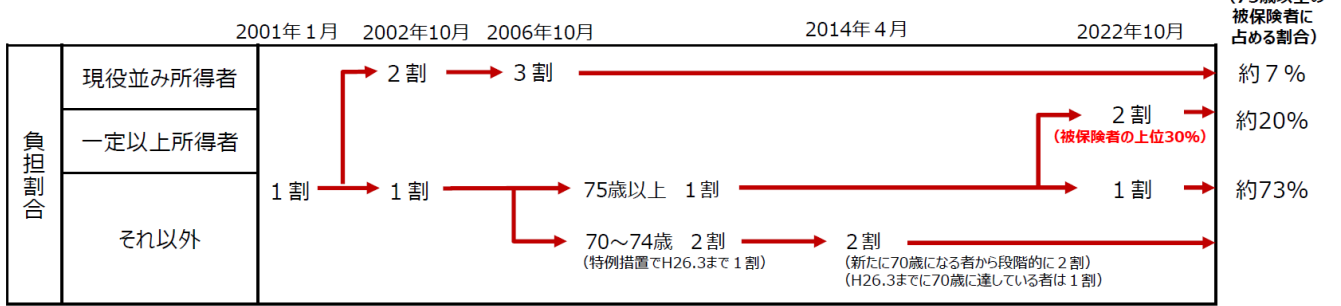 (75歳以上の
被保険者に
占める割合)
2001年1月 2002年10月 2006年10月 2014年4月 2022年10月
負担割合
現役並み所得者 2割 3割 約7%
一定以上所得者 2割 約20%
(被保険者の上位30%)
それ以外 1割 1割 75歳以上 1割 1割 約73%
70～74歳 2割 2割
(特例措置でH26.3まで1割) (新たに70歳になる者から段階的に2割)
(H26.3までに70歳に達している者は1割)